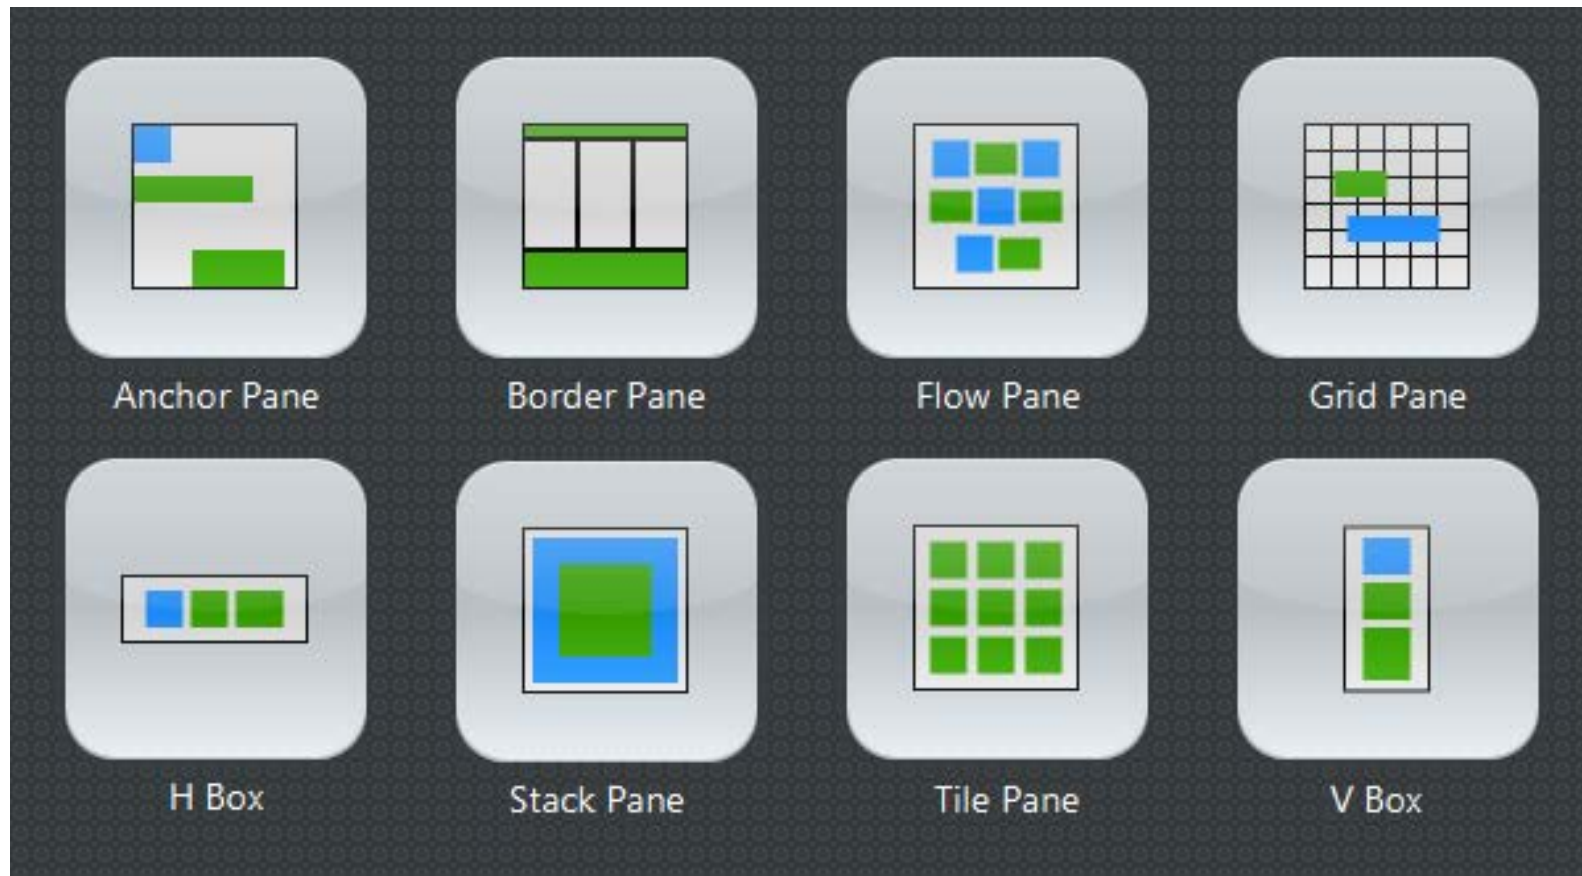 Anchor Pane
Border Pane
Flow Pane
Grid Pane
H Box
Stack Pane
Tile Pane
V Box